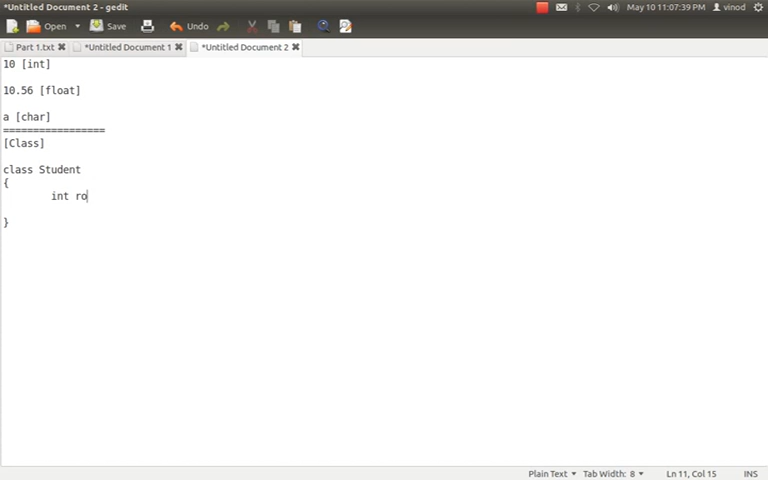 *Untitled Document 2 - gedit
May 10 11:07:39 PM vinod
Open Save Undo
Part 1.txt *Untitled Document 1 *Untitled Document 2
10 [int]
10.56 [float]
a [char]
=================
[Class]
class Student
{
int ro
}
Plain Text Tab Width: 8 Ln 11, Col 15 INS